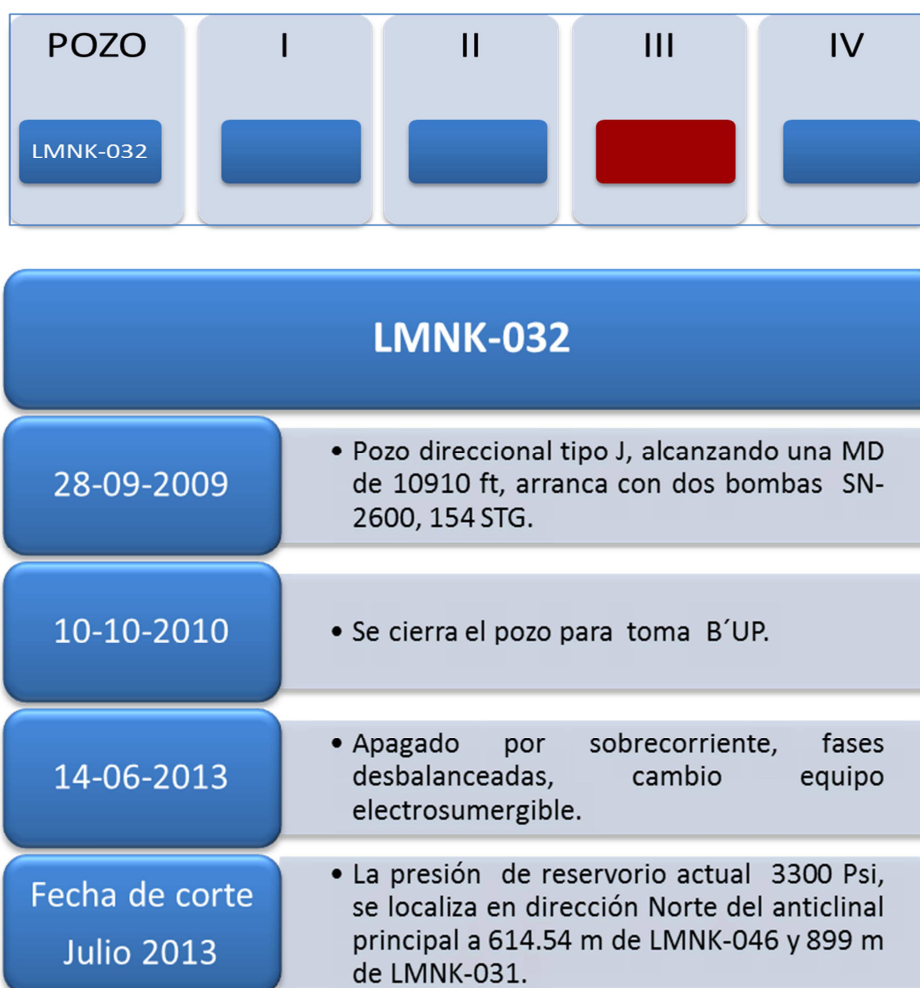 POZO I II III IV
LMNK-032
LMNK-032
28-09-2009
• Pozo direccional tipo J, alcanzando una MD
de 10910 ft, arranca con dos bombas SN-
2600, 154 STG.
10-10-2010
• Se cierra el pozo para toma B´UP.
14-06-2013
• Apagado por sobrecorriente, fases
desbalanceadas, cambio equipo
electrosumergible.
Fecha de corte
Julio 2013
• La presión de reservorio actual 3300 Psi,
se localiza en dirección Norte del anticlinal
principal a 614.54 m de LMNK-046 y 899 m
de LMNK-031.